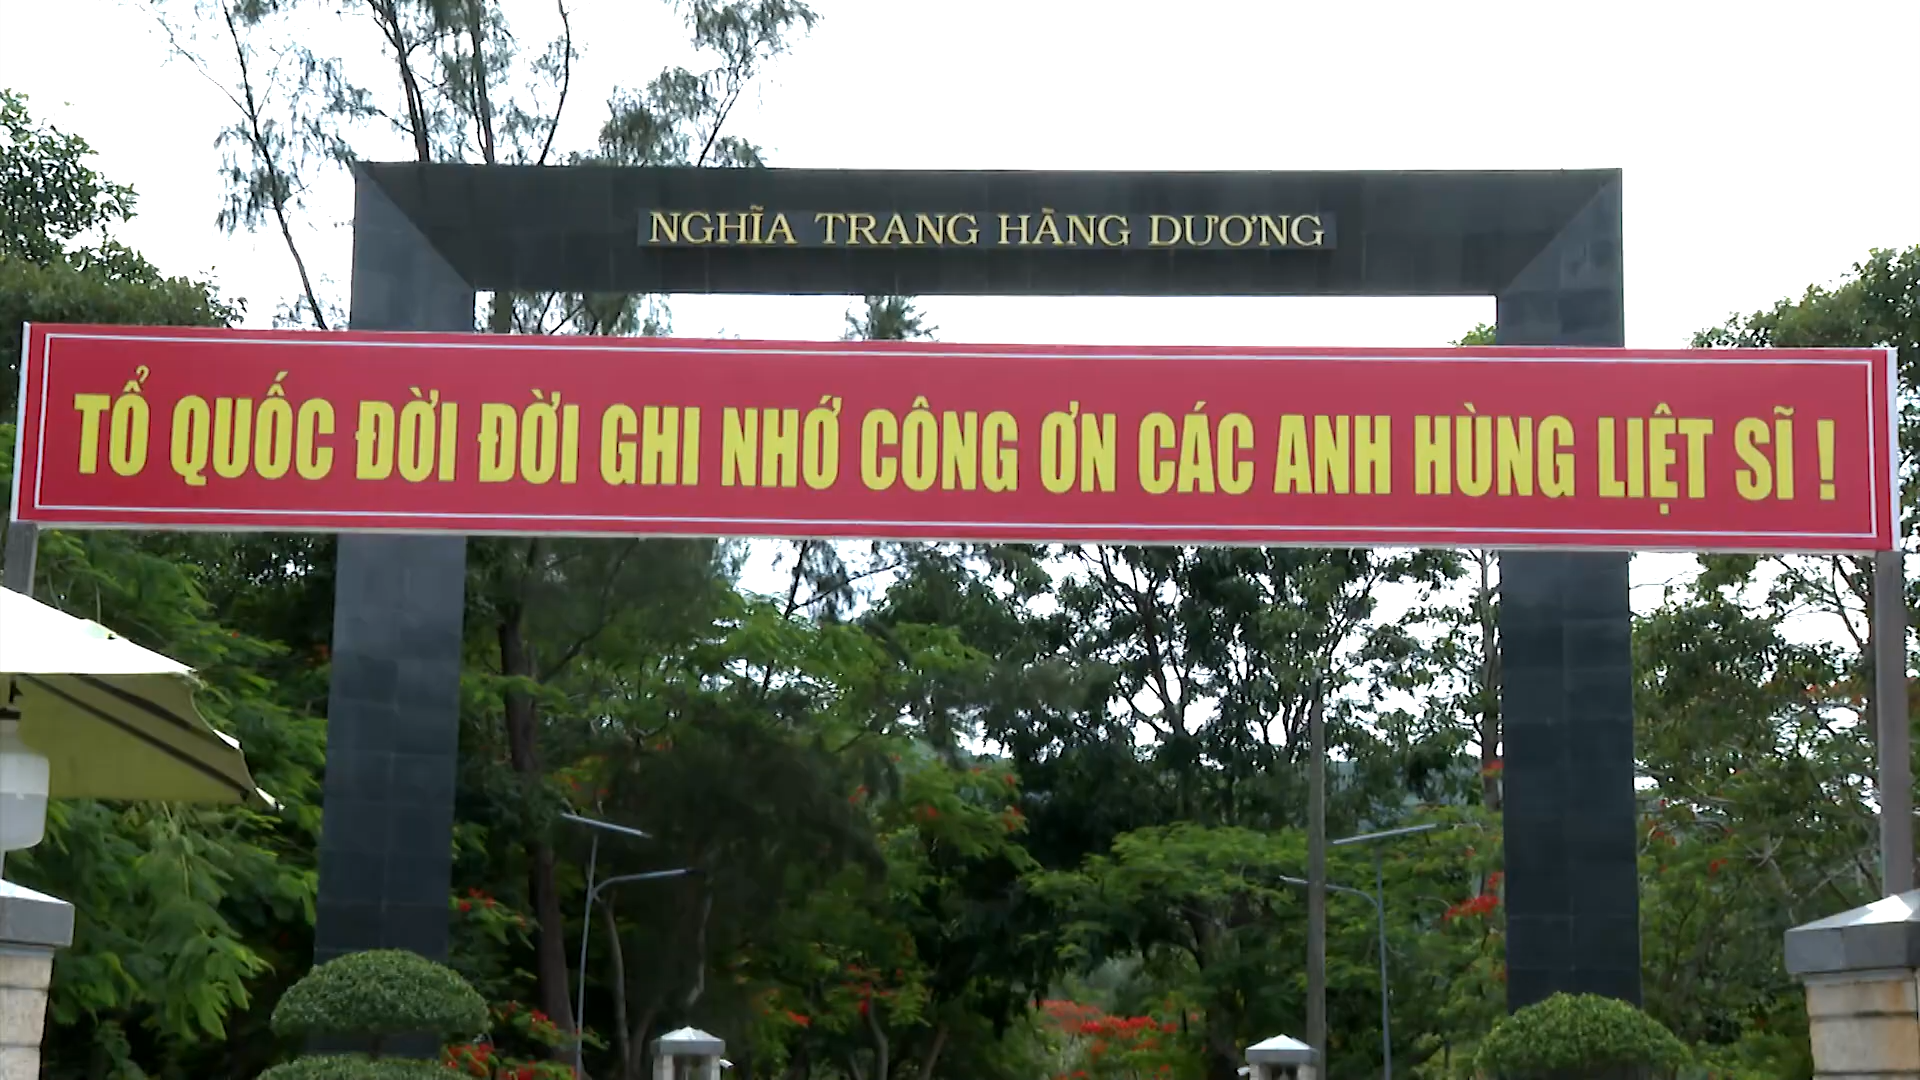 NGHĨA TRANG HÀNG DƯƠNG
TỔ QUỐC ĐỜI ĐỜI GHI NHỚ CÔNG ƠN CÁC ANH HÙNG LIỆT SĨ !